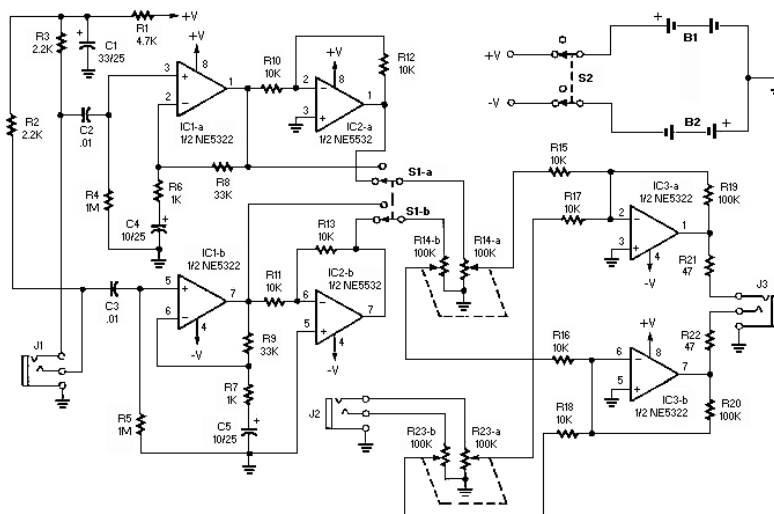 R3
2.2K
C1
33/25
R1
4.7K
+V
+V
8
3
+
2
−
1
IC1-a
1/2 NE5322
R10
10K
R12
10K
+V
8
2
−
3
+
1
IC2-a
1/2 NE5532
+V
-V
S2
+
B1
B2
+
R2
2.2K
C2
.01
R4
1M
R6
1K
R8
33K
C4
10/25
+
S1-a
S1-b
R15
10K
R17
10K
IC3-a
1/2 NE5322
R19
100K
2
−
3
+
1
4
-V
R21
47
J3
IC1-b
1/2 NE5322
R13
10K
IC2-b
1/2 NE5532
R14-b
100K
R14-a
100K
5
+
6
−
7
4
-V
R11
10K
6
−
5
+
7
4
-V
C3
.01
R9
33K
R7
1K
C5
10/25
+
J1
R5
1M
J2
R16
10K
R18
10K
+V
8
6
−
5
+
7
IC3-b
1/2 NE5322
R22
47
R20
100K
R23-b
100K
R23-a
100K